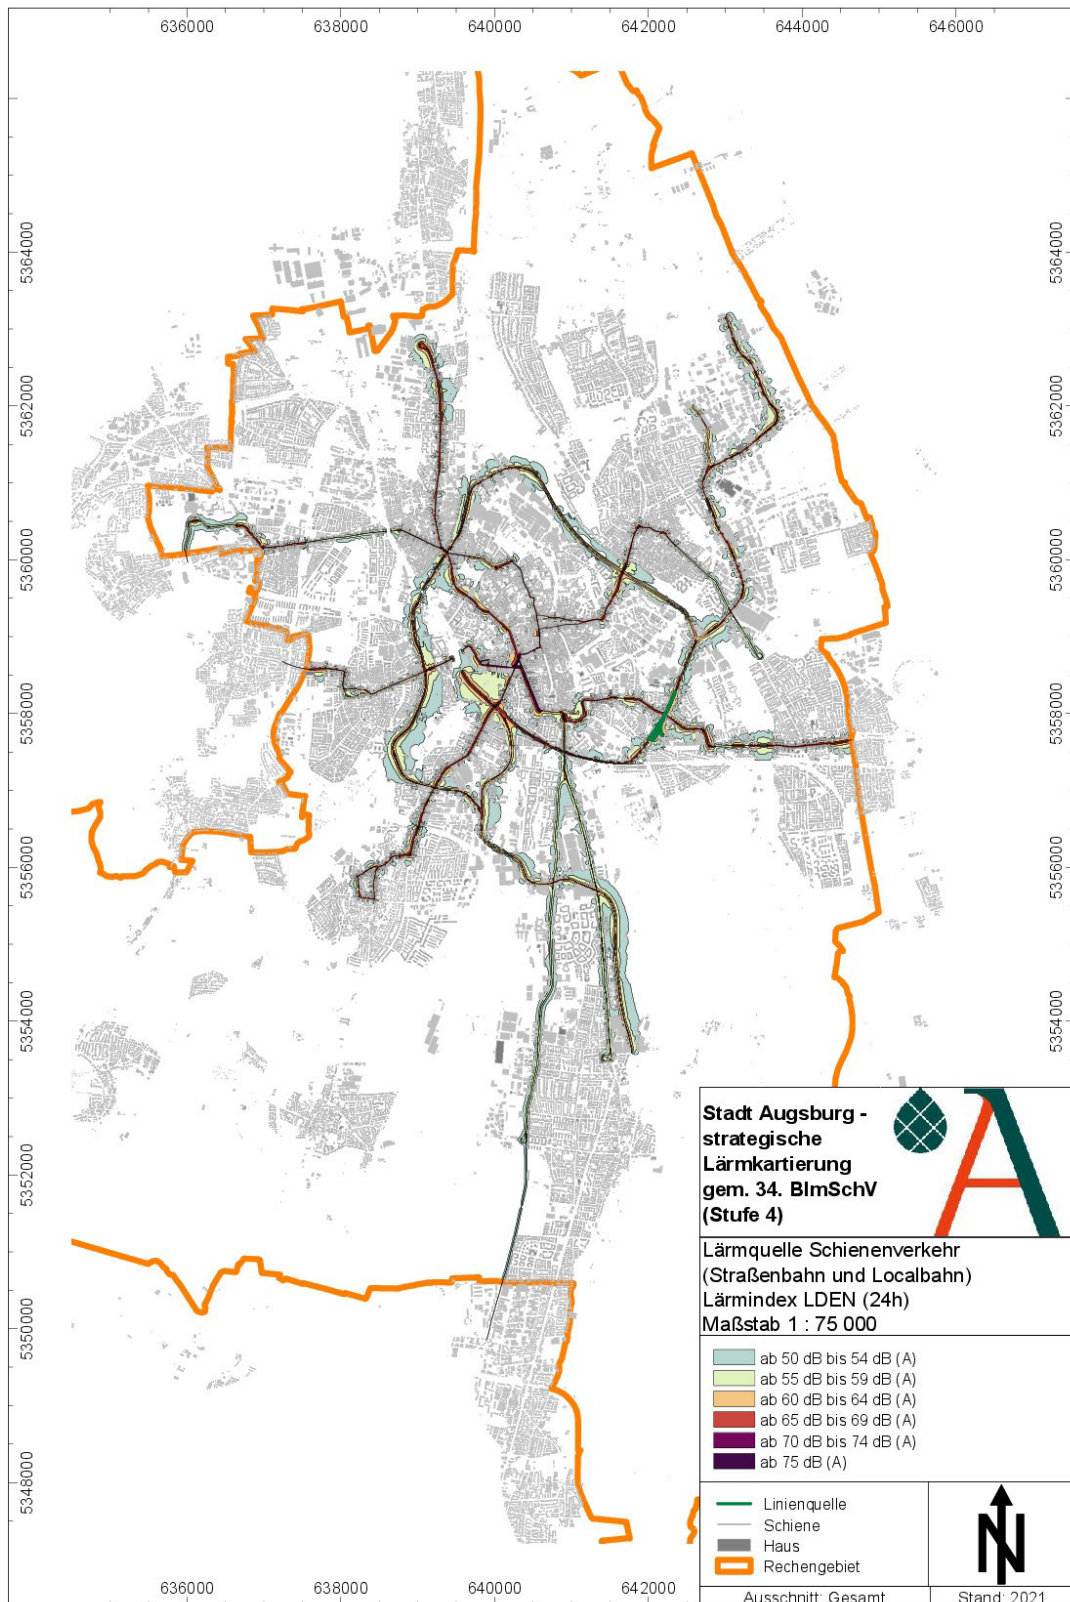 636000 638000 640000 642000 644000 646000
5364000 5364000
5362000 5362000
5360000 5360000
5358000 5358000
5356000 5356000
5354000 5354000
5352000
5350000
5348000
Stadt Augsburg -
strategische
Lärmkartierung
gem. 34. BImSchV
(Stufe 4)
Lärmquelle Schienenverkehr
(Straßenbahn und Localbahn)
Lärmindex LDEN (24h)
Maßstab 1 : 75 000
ab 50 dB bis 54 dB (A)
ab 55 dB bis 59 dB (A)
ab 60 dB bis 64 dB (A)
ab 65 dB bis 69 dB (A)
ab 70 dB bis 74 dB (A)
ab 75 dB (A)
Linienquelle
Schiene
Haus
Rechengebiet
N
636000 638000 640000 642000
Ausschnitt: Gesamt Stand: 2021